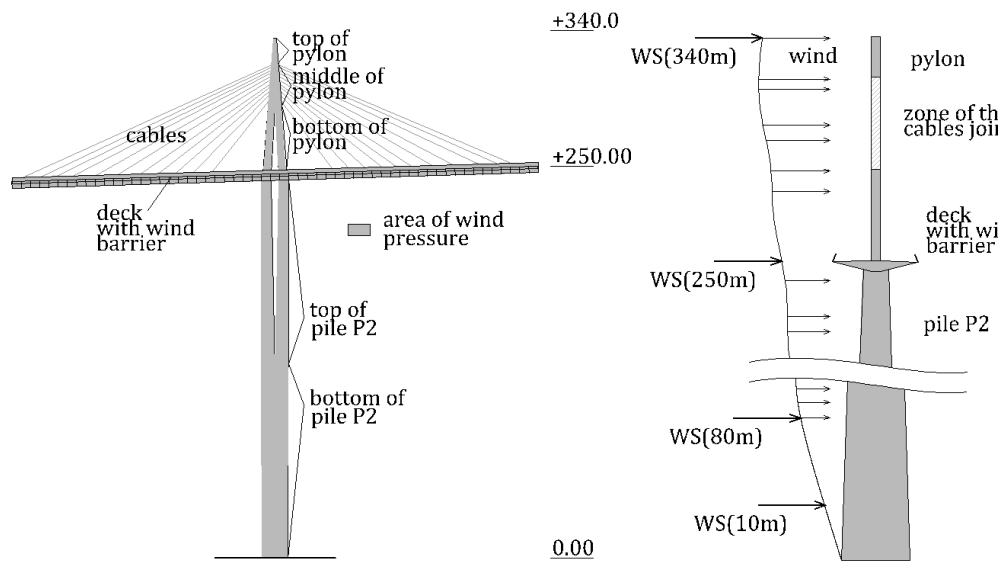 top of
pylon
middle of
pylon
bottom of
pylon
cables
deck
with wind
barrier
area of wind
pressure
top of
pile P2
bottom of
pile P2
+340.0
+250.00
0.00
WS(340m)
wind
WS(250m)
WS(80m)
WS(10m)
pylon
zone of th
cables join
deck
with wi
barrier
pile P2